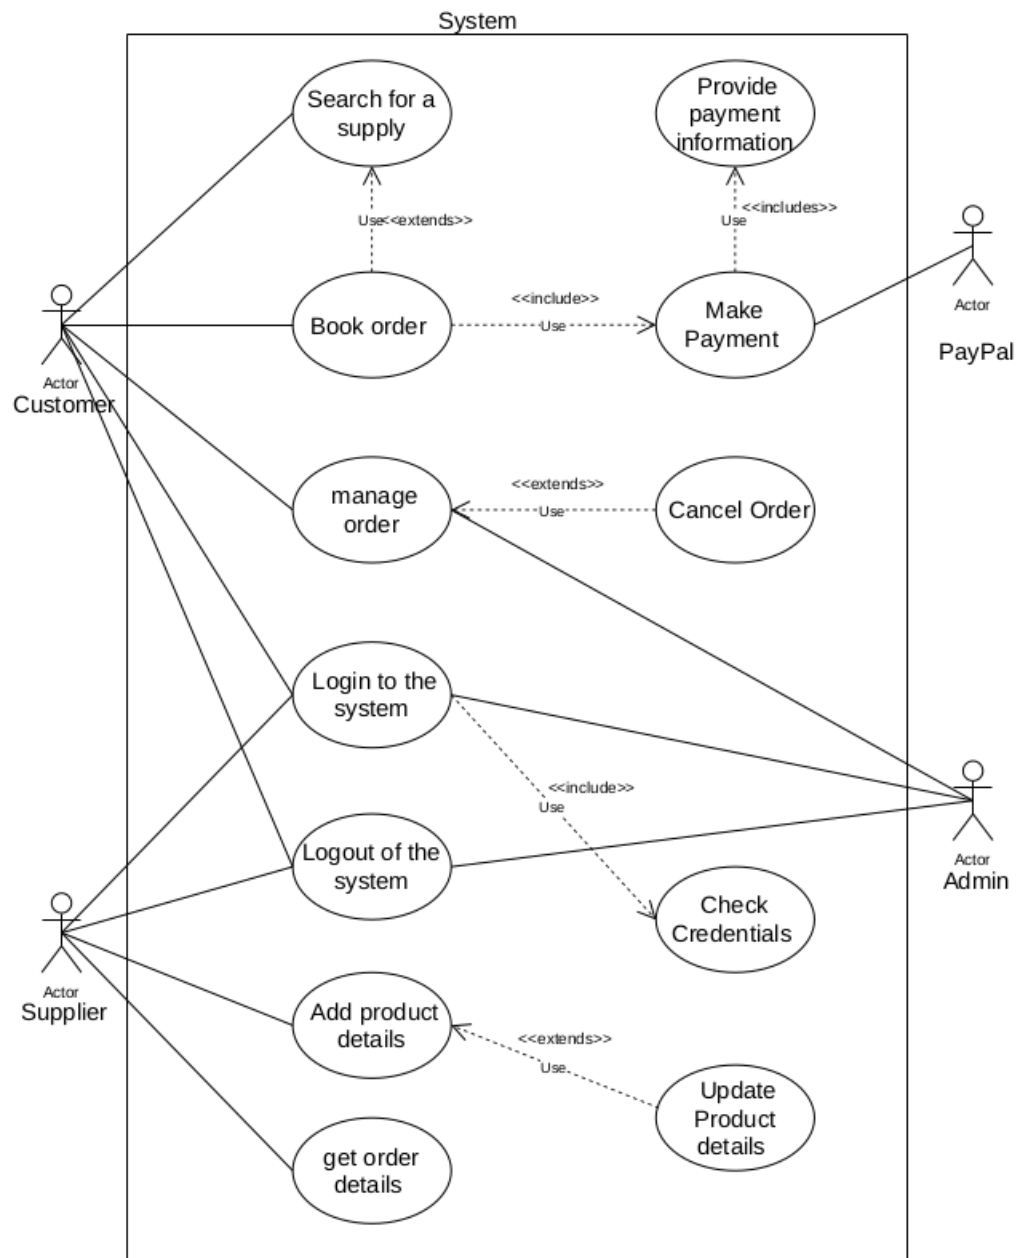 System
Search for a
supply
Provide
payment
information
Use<<extends>>
<<includes>>
Use
Book order
<<include>>
Use
Make
Payment
Actor
PayPal
Actor
Customer
manage
order
<<extends>>
Use
Cancel Order
Login to the
system
<<include>>
Use
Logout of the
system
Actor
Admin
Check
Credentials
Actor
Supplier
Add product
details
<<extends>>
Use
Update
Product
details
get order
details